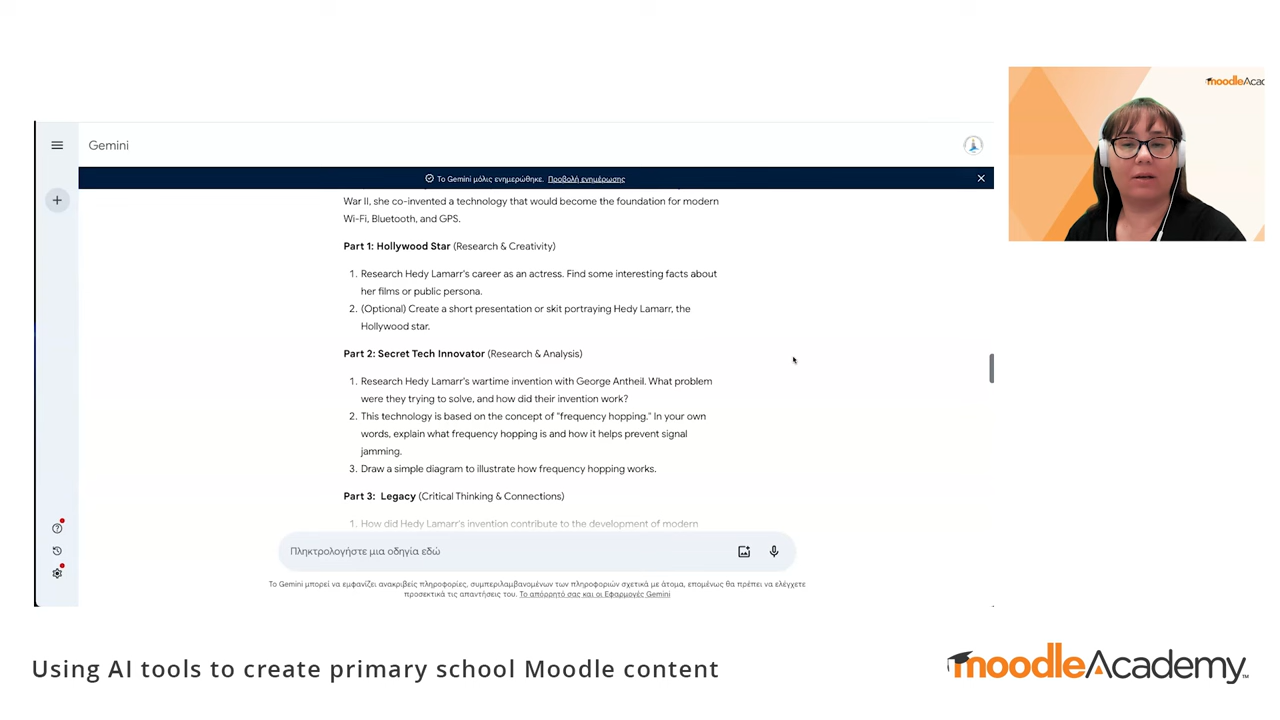 moodleAcad
Gemini
Το Gemini μόλις ενημερώθηκε. Προβολή ενημέρωσης
War II, she co-invented a technology that would become the foundation for modern
Wi-Fi, Bluetooth, and GPS.
Part 1: Hollywood Star (Research & Creativity)
1. Research Hedy Lamarr's career as an actress. Find some interesting facts about
her films or public persona.
2. (Optional) Create a short presentation or skit portraying Hedy Lamarr, the
Hollywood star.
Part 2: Secret Tech Innovator (Research & Analysis)
1. Research Hedy Lamarr's wartime invention with George Antheil. What problem
were they trying to solve, and how did their invention work?
2. This technology is based on the concept of "frequency hopping." In your own
words, explain what frequency hopping is and how it helps prevent signal
jamming.
3. Draw a simple diagram to illustrate how frequency hopping works.
Part 3: Legacy (Critical Thinking & Connections)
1. How did Hedy Lamarr's invention contribute to the development of modern
Πληκτρολογήστε μια οδηγία εδώ
Το Gemini μπορεί να εμφανίζει ανακριβείς πληροφορίες, συμπεριλαμβανομένων των πληροφοριών σχετικά με άτομα, επομένως θα πρέπει να ελέγχετε
προσεκτικά τις απαντήσεις του. Το απόρρητό σας και οι Εφαρμογές Gemini
Using AI tools to create primary school Moodle content
moodleAcademy™